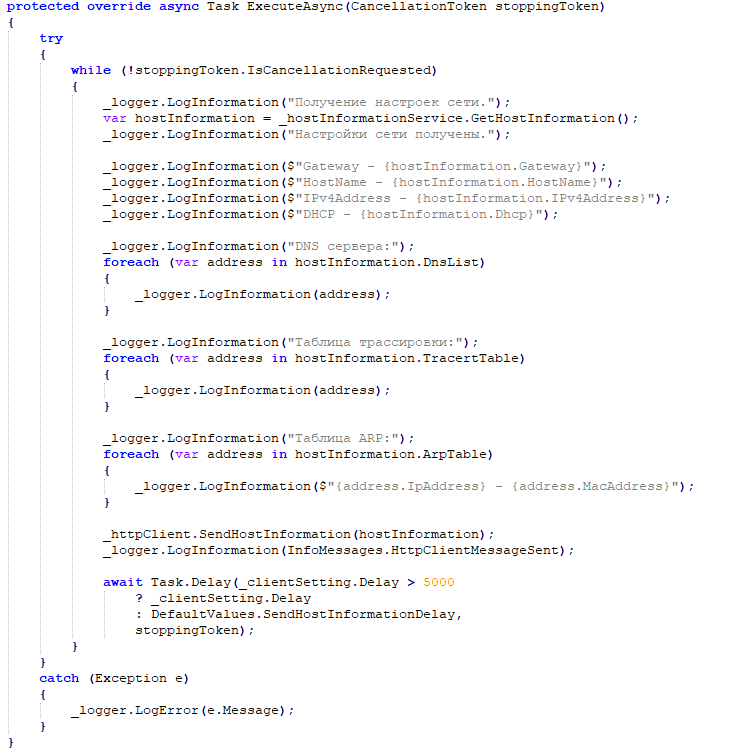 protected override async Task ExecuteAsync(CancellationToken stoppingToken)
{
    try
    {
        while (!stoppingToken.IsCancellationRequested)
        {
            _logger.LogInformation("Получение настроек сети.");
            var hostInformation = _hostInformationService.GetHostInformation();
            _logger.LogInformation("Настройки сети получены.");

            _logger.LogInformation($"Gateway - {hostInformation.Gateway}");
            _logger.LogInformation($"HostName - {hostInformation.HostName}");
            _logger.LogInformation($"IPv4Address - {hostInformation.IPv4Address}");
            _logger.LogInformation($"DHCP - {hostInformation.Dhcp}");

            _logger.LogInformation("DNS сервера:");
            foreach (var address in hostInformation.DnsList)
            {
                _logger.LogInformation(address);
            }

            _logger.LogInformation("Таблица трассировки:");
            foreach (var address in hostInformation.TracertTable)
            {
                _logger.LogInformation(address);
            }

            _logger.LogInformation("Таблица ARP:");
            foreach (var address in hostInformation.ArpTable)
            {
                _logger.LogInformation($"{address.IpAddress} - {address.MacAddress}");
            }

            _httpClient.SendHostInformation(hostInformation);
            _logger.LogInformation(InfoMessages.HttpClientMessageSent);

            await Task.Delay(_clientSetting.Delay > 5000
                ? _clientSetting.Delay
                : DefaultValues.SendHostInformationDelay,
                stoppingToken);
        }
    }
    catch (Exception e)
    {
        _logger.LogError(e.Message);
    }
}